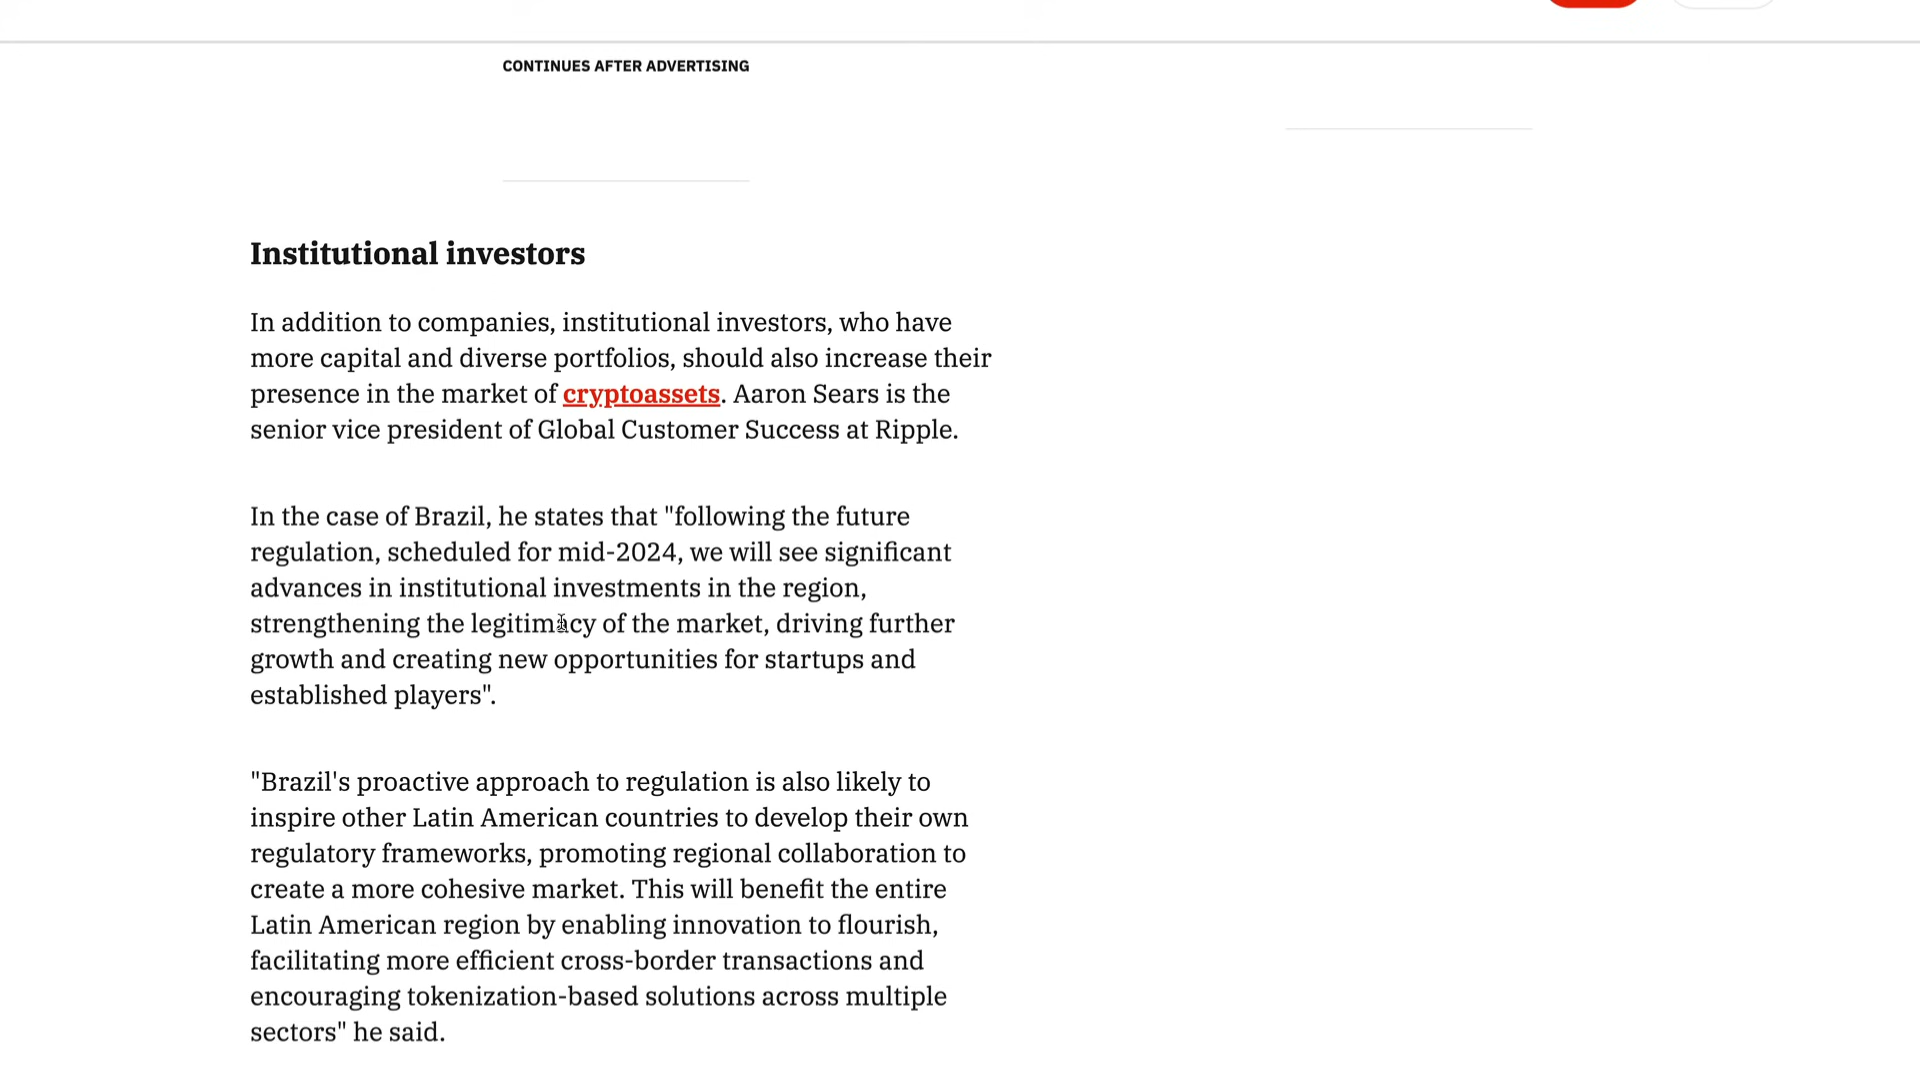 CONTINUES AFTER ADVERTISING
Institutional investors
In addition to companies, institutional investors, who have
more capital and diverse portfolios, should also increase their
presence in the market of cryptoassets. Aaron Sears is the
senior vice president of Global Customer Success at Ripple.
In the case of Brazil, he states that "following the future
regulation, scheduled for mid-2024, we will see significant
advances in institutional investments in the region,
strengthening the legitimacy of the market, driving further
growth and creating new opportunities for startups and
established players".
"Brazil's proactive approach to regulation is also likely to
inspire other Latin American countries to develop their own
regulatory frameworks, promoting regional collaboration to
create a more cohesive market. This will benefit the entire
Latin American region by enabling innovation to flourish,
facilitating more efficient cross-border transactions and
encouraging tokenization-based solutions across multiple
sectors" he said.